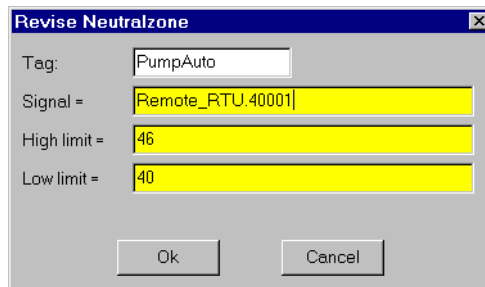 Revise Neutralzone
Tag: PumpAuto
Signal = Remote_RTU.40001
High limit = 46
Low limit = 40
Ok Cancel